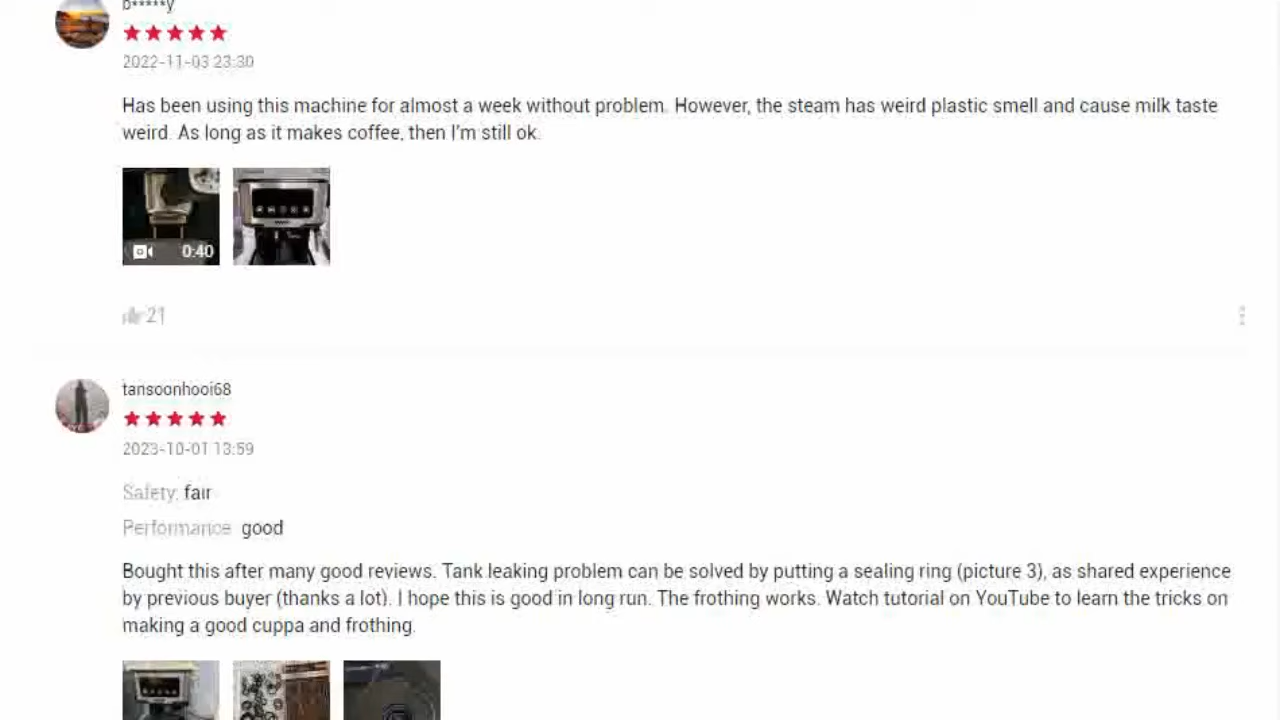 b*****y
2022-11-03 23:30
Has been using this machine for almost a week without problem. However, the steam has weird plastic smell and cause milk taste
weird. As long as it makes coffee, then I'm still ok.
0:40
21
tansoonhooi68
2023-10-01 13:59
Safety: fair
Performance: good
Bought this after many good reviews. Tank leaking problem can be solved by putting a sealing ring (picture 3), as shared experience
by previous buyer (thanks a lot). I hope this is good in long run. The frothing works. Watch tutorial on YouTube to learn the tricks on
making a good cuppa and frothing.